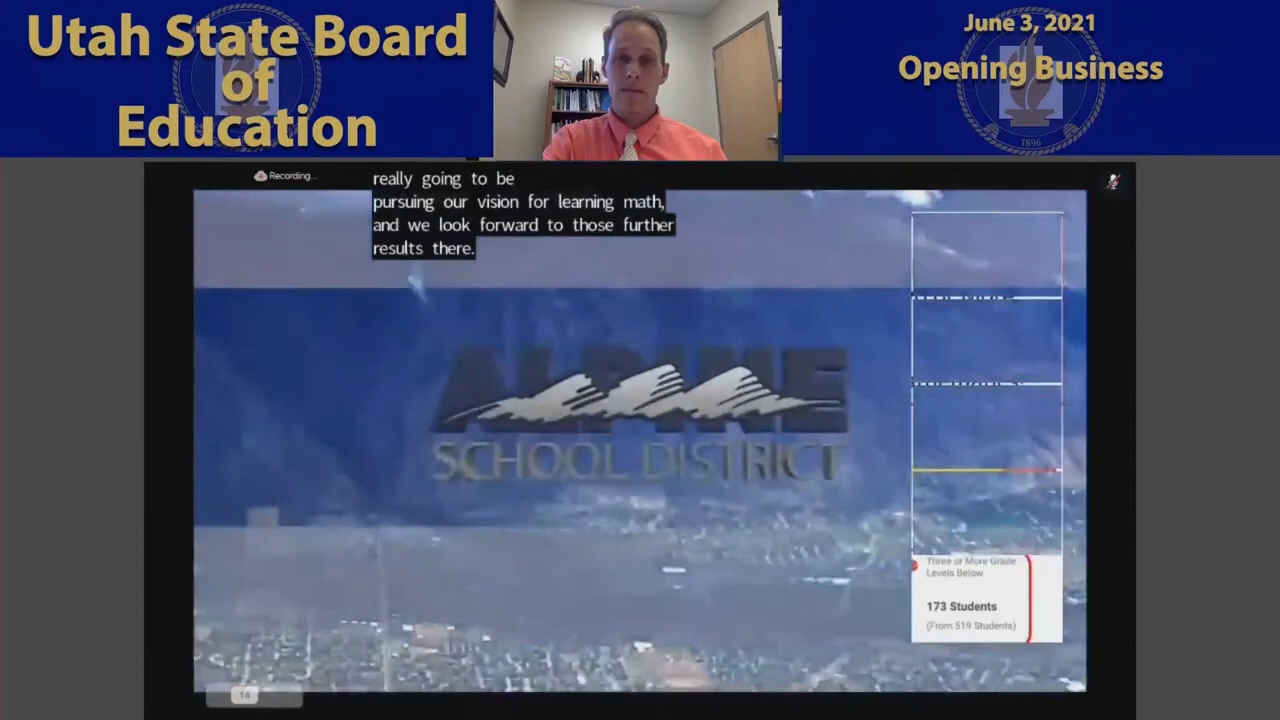 Utah State Board
of
Education
June 3, 2021
Opening Business
1896
Recording...
really going to be
pursuing our vision for learning math,
and we look forward to those further
results there.
ALPINE
SCHOOL DISTRICT
Three or More Grade
Levels Below
173 Students
(From 519 Students)
14